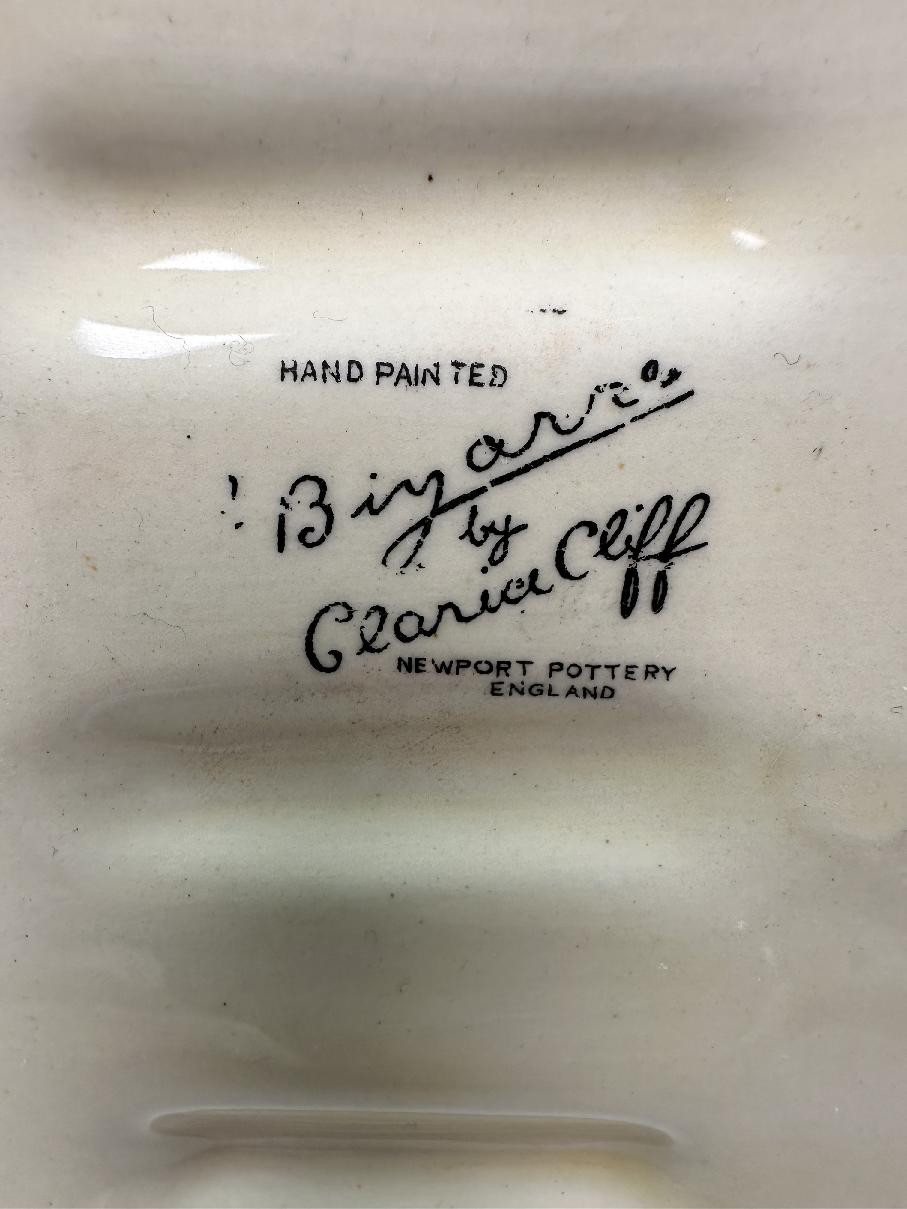 HAND PAINTED
Bizarre
by
Clarice Cliff
NEWPORT POTTERY
ENGLAND